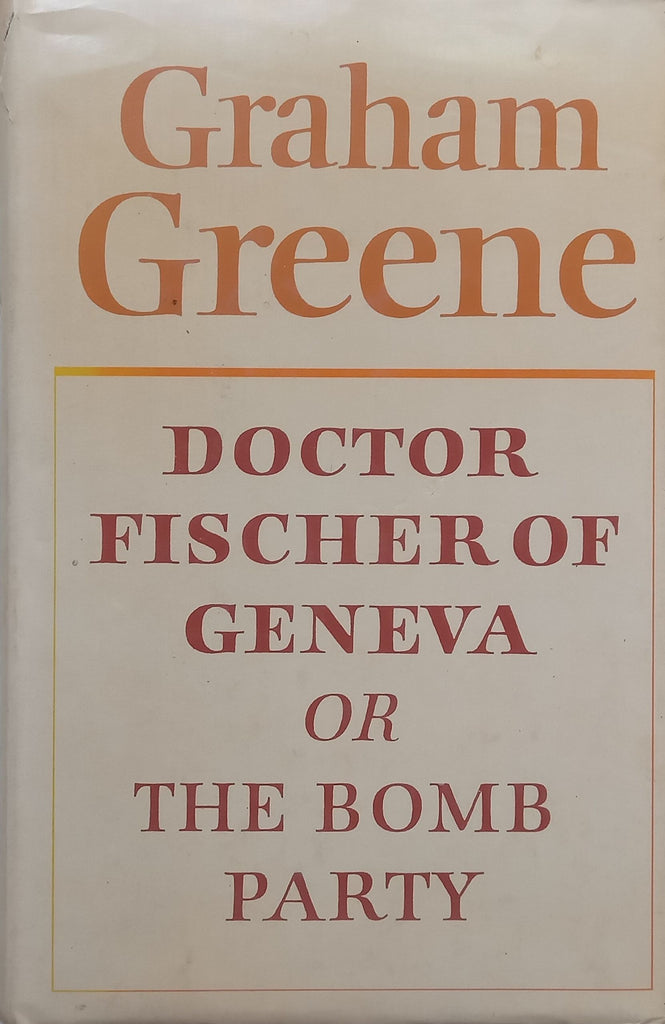 Graham
Greene
DOCTOR
FISCHER OF
GENEVA
OR
THE BOMB
PARTY